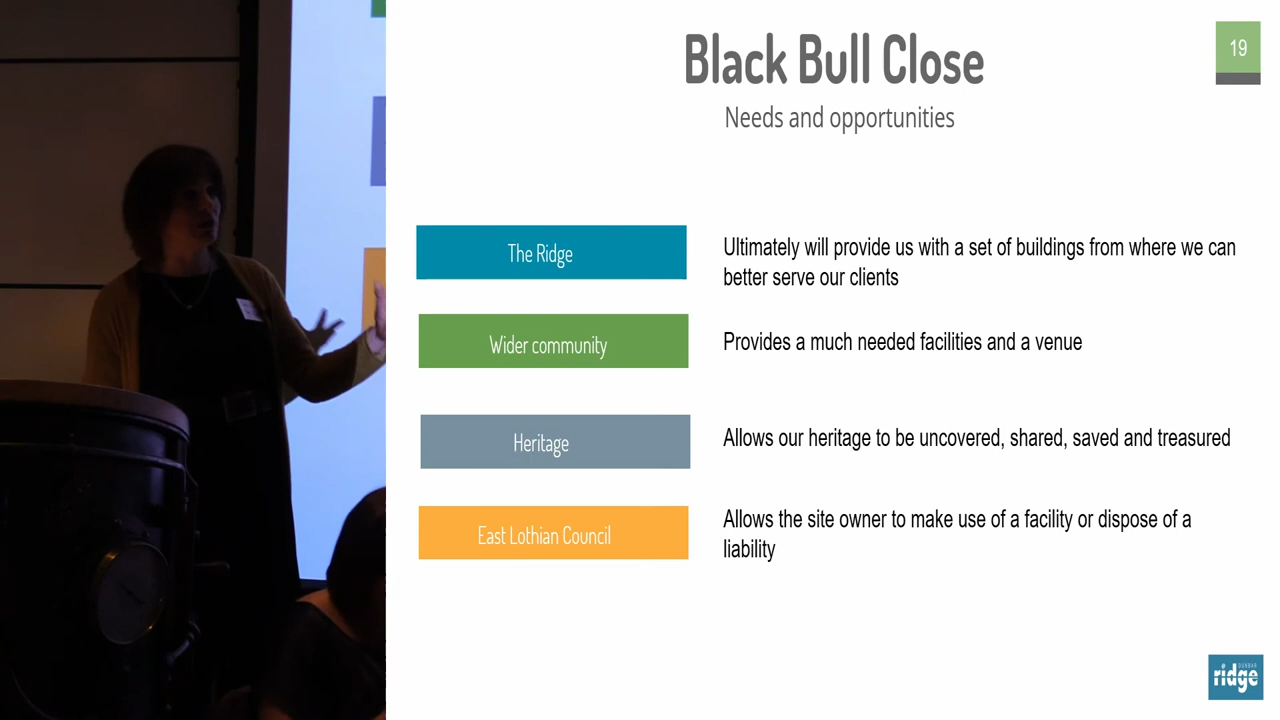 Black Bull Close
19
Needs and opportunities
The Ridge
Ultimately will provide us with a set of buildings from where we can
better serve our clients
Wider community
Provides a much needed facilities and a venue
Heritage
Allows our heritage to be uncovered, shared, saved and treasured
East Lothian Council
Allows the site owner to make use of a facility or dispose of a
liability
DUNBAR
ridge